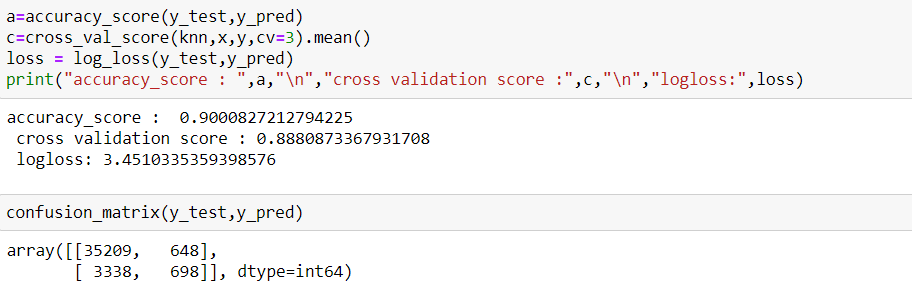 a=accuracy_score(y_test,y_pred)
c=cross_val_score(knn,x,y,cv=3).mean()
loss = log_loss(y_test,y_pred)
print("accuracy_score : ",a,"\n","cross validation score :",c,"\n","logloss:",loss)
accuracy_score :  0.9000827212794225
 cross validation score : 0.8880873367931708
 logloss: 3.4510335359398576
confusion_matrix(y_test,y_pred)
array([[35209,   648],
       [ 3338,   698]], dtype=int64)